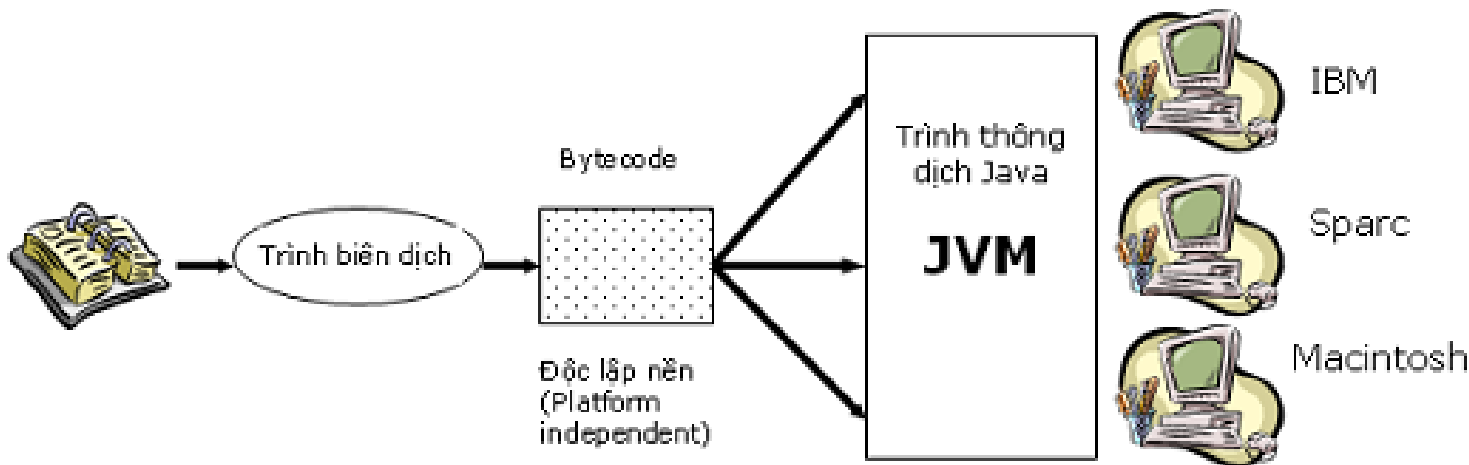 Trình biên dịch
Bytecode
Độc lập nền
(Platform
independent)
Trình thông
dịch Java
JVM
IBM
Sparc
Macintosh